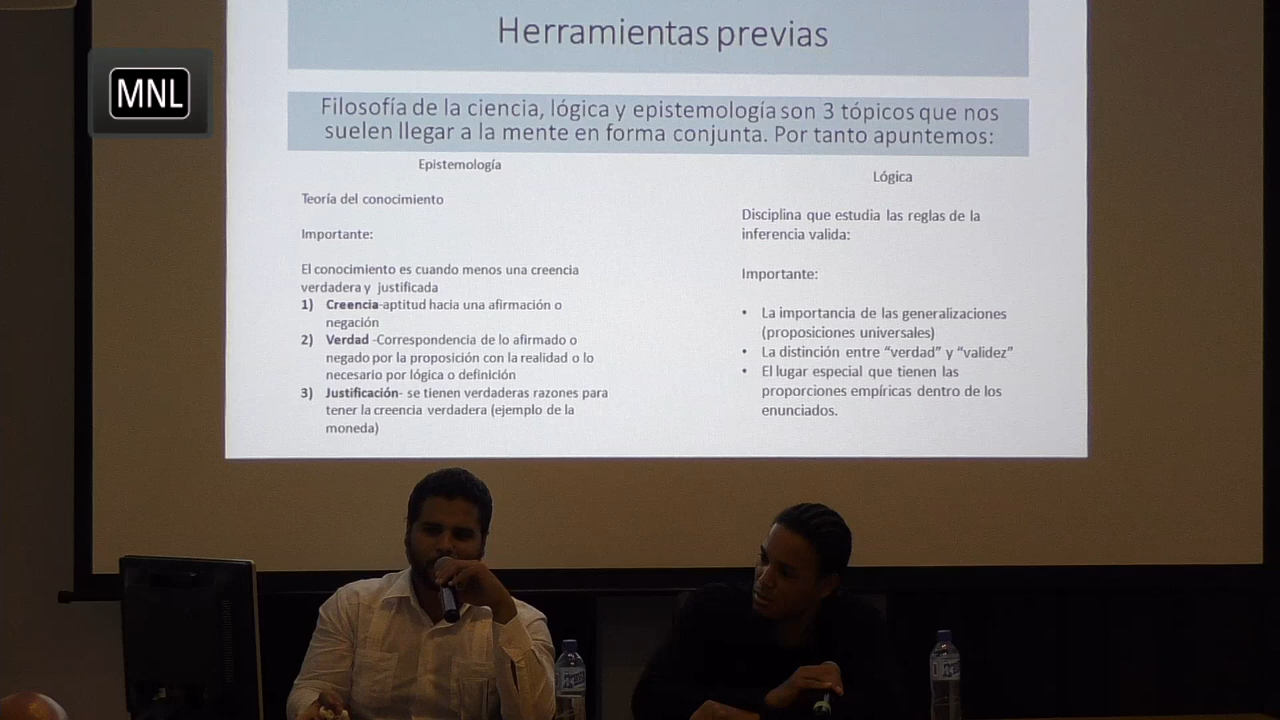 MNL
Herramientas previas
Filosofía de la ciencia, lógica y epistemología son 3 tópicos que nos
suelen llegar a la mente en forma conjunta. Por tanto apuntemos:
Epistemología
Teoría del conocimiento
Importante:
El conocimiento es cuando menos una creencia
verdadera y justificada
1) Creencia-aptitud hacia una afirmación o
negación
2) Verdad -Correspondencia de lo afirmado o
negado por la proposición con la realidad o lo
necesario por lógica o definición
3) Justificación- se tienen verdaderas razones para
tener la creencia verdadera (ejemplo de la
moneda)
Lógica
Disciplina que estudia las reglas de la
inferencia valida:
Importante:
• La importancia de las generalizaciones
(proposiciones universales)
• La distinción entre “verdad” y “validez”
• El lugar especial que tienen las
proporciones empíricas dentro de los
enunciados.